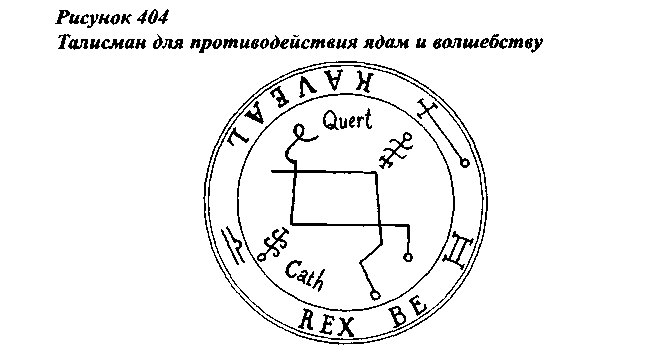 Рисунок 404
Талисман для противодействия ядам и волшебству
KAVEAL
Quert
Cath
REX BE